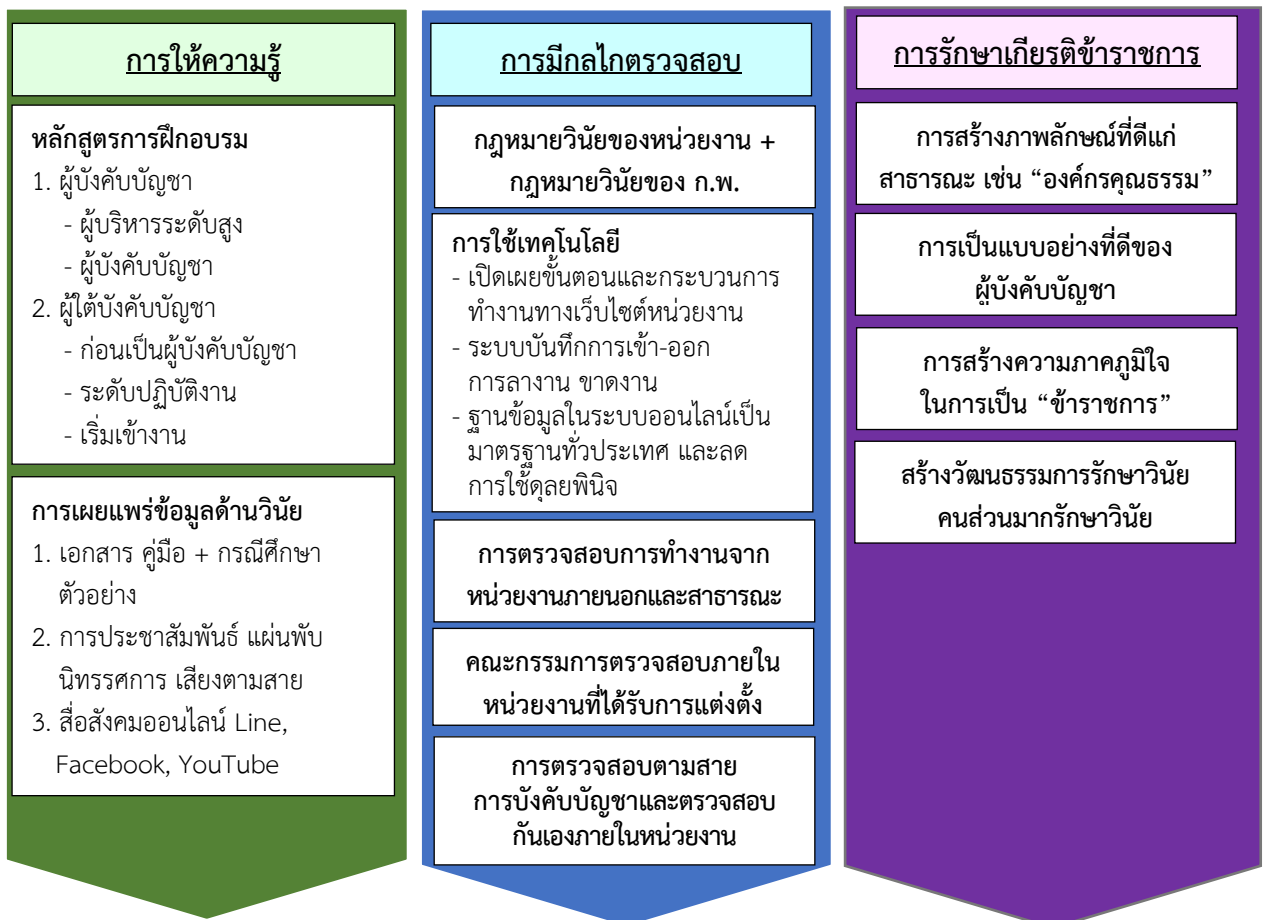 การให้ความรู้
หลักสูตรการฝึกอบรม
1. ผู้บังคับบัญชา
- ผู้บริหารระดับสูง
- ผู้บังคับบัญชา
2. ผู้ใต้บังคับบัญชา
- ก่อนเป็นผู้บังคับบัญชา
- ระดับปฏิบัติงาน
- เริ่มเข้างาน
การเผยแพร่ข้อมูลด้านวินัย
1. เอกสาร คู่มือ + กรณีศึกษา
ตัวอย่าง
2. การประชาสัมพันธ์ แผ่นพับ
นิทรรศการ เสียงตามสาย
3. สื่อสังคมออนไลน์ Line,
Facebook, YouTube
การมีกลไกตรวจสอบ
กฎหมายวินัยของหน่วยงาน +
กฎหมายวินัยของ ก.พ.
การใช้เทคโนโลยี
- เปิดเผยขั้นตอนและกระบวนการ
ทำงานทางเว็บไซต์หน่วยงาน
- ระบบบันทึกการเข้า-ออก
การลางาน ขาดงาน
- ฐานข้อมูลในระบบออนไลน์เป็น
มาตรฐานทั่วประเทศ และลด
การใช้ดุลยพินิจ
การตรวจสอบการทำงานจาก
หน่วยงานภายนอกและสาธารณะ
คณะกรรมการตรวจสอบภายใน
หน่วยงานที่ได้รับการแต่งตั้ง
การตรวจสอบตามสาย
การบังคับบัญชาและตรวจสอบ
กันเองภายในหน่วยงาน
การรักษาเกียรติข้าราชการ
การสร้างภาพลักษณ์ที่ดีแก่
สาธารณะ เช่น “องค์กรคุณธรรม”
การเป็นแบบอย่างที่ดีของ
ผู้บังคับบัญชา
การสร้างความภาคภูมิใจ
ในการเป็น “ข้าราชการ”
สร้างวัฒนธรรมการรักษาวินัย
คนส่วนมากรักษาวินัย